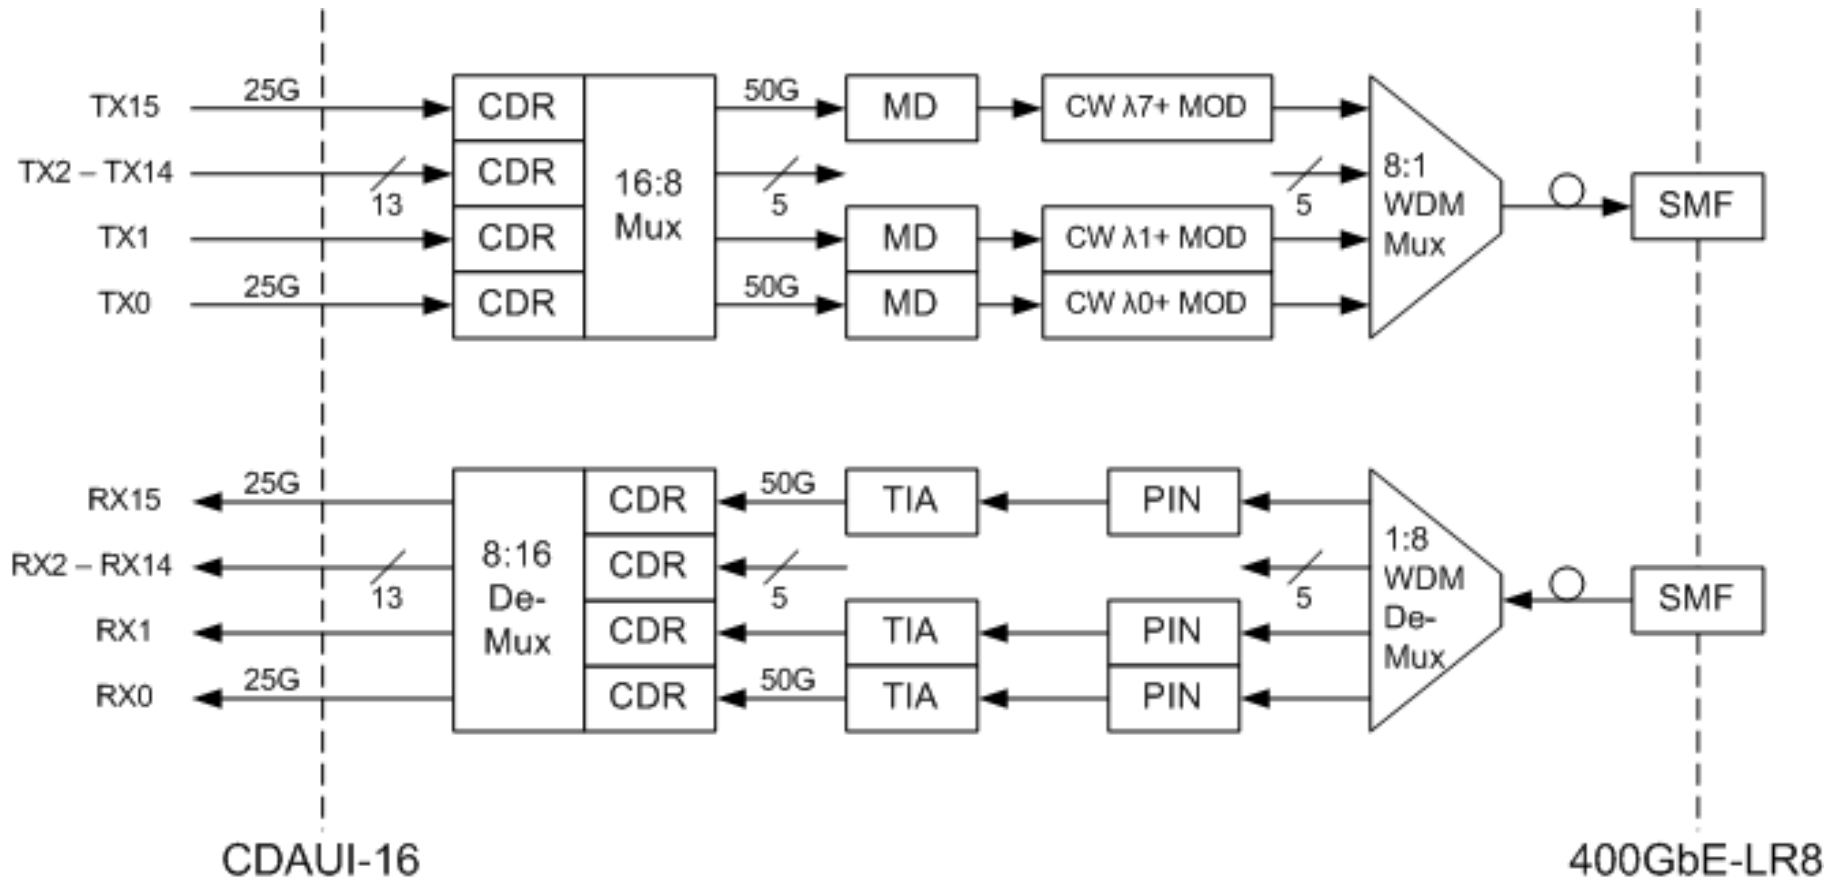 TX15
25G
CDR
50G
MD
CW λ7+ MOD
TX2 – TX14
13
CDR
16:8
Mux
5
5
8:1
WDM
Mux
SMF
TX1
CDR
MD
CW λ1+ MOD
TX0
25G
CDR
50G
MD
CW λ0+ MOD
RX15
25G
CDR
50G
TIA
PIN
RX2 – RX14
13
8:16
De-
Mux
CDR
5
5
1:8
WDM
De-
Mux
SMF
RX1
CDR
TIA
PIN
RX0
25G
CDR
50G
TIA
PIN
CDAUI-16
400GbE-LR8